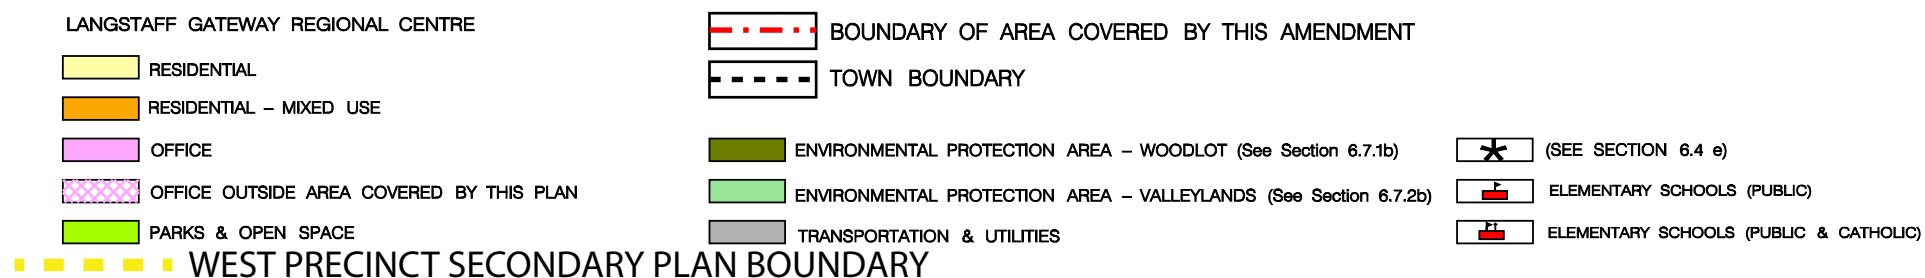 LANGSTAFF GATEWAY REGIONAL CENTRE
RESIDENTIAL
RESIDENTIAL – MIXED USE
OFFICE
OFFICE OUTSIDE AREA COVERED BY THIS PLAN
PARKS & OPEN SPACE
BOUNDARY OF AREA COVERED BY THIS AMENDMENT
TOWN BOUNDARY
ENVIRONMENTAL PROTECTION AREA – WOODLOT (See Section 6.7.1b)
ENVIRONMENTAL PROTECTION AREA – VALLEYLANDS (See Section 6.7.2b)
TRANSPORTATION & UTILITIES
(SEE SECTION 6.4 e)
ELEMENTARY SCHOOLS (PUBLIC)
ELEMENTARY SCHOOLS (PUBLIC & CATHOLIC)
WEST PRECINCT SECONDARY PLAN BOUNDARY